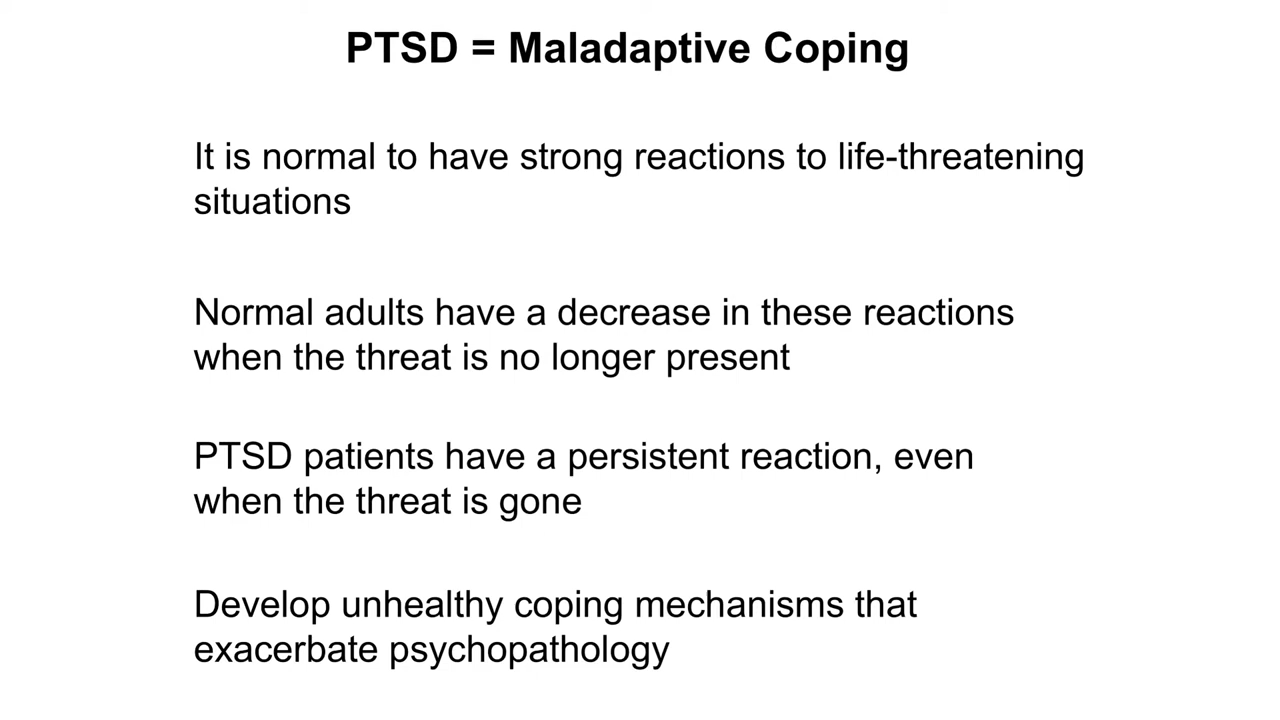 PTSD = Maladaptive Coping
It is normal to have strong reactions to life-threatening
situations
Normal adults have a decrease in these reactions
when the threat is no longer present
PTSD patients have a persistent reaction, even
when the threat is gone
Develop unhealthy coping mechanisms that
exacerbate psychopathology